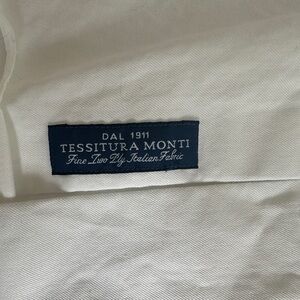 DAL 1911
TESSITURA MONTI
Fine Two Ply Italian Fabric